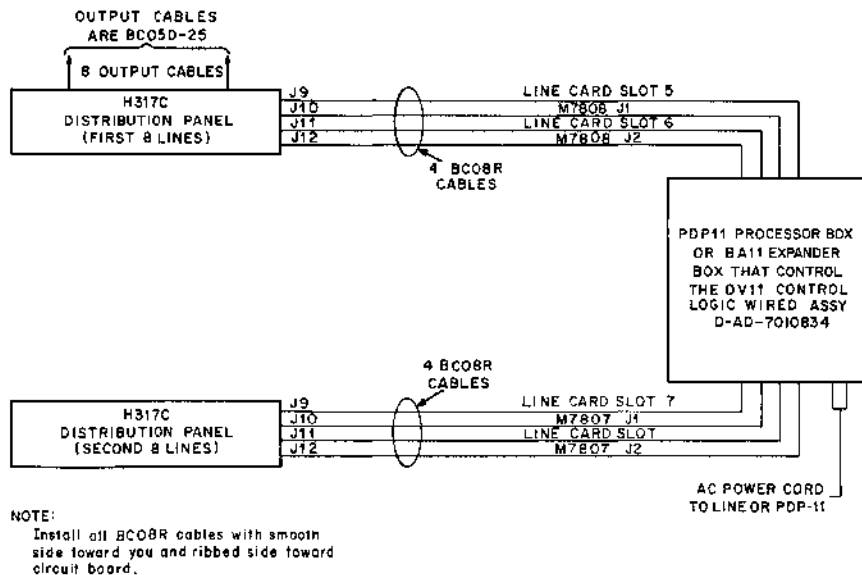 OUTPUT CABLES
ARE BC05D-25
8 OUTPUT CABLES
H317C
DISTRIBUTION PANEL
(FIRST 8 LINES)
J9
J10
J11
J12
LINE CARD SLOT 5
M7808 J1
LINE CARD SLOT 6
M7808 J2
4 BC08R
CABLES
PDP11 PROCESSOR BOX
OR BA11 EXPANDER
BOX THAT CONTROL
THE DV11 CONTROL
LOGIC WIRED ASSY
D-AD-7010834
4 BC08R
CABLES
H317C
DISTRIBUTION PANEL
(SECOND 8 LINES)
J9
J10
J11
J12
LINE CARD SLOT 7
M7807 J1
LINE CARD SLOT
M7807 J2
AC POWER CORD
TO LINE OR PDP-11
NOTE:
Install all BC08R cables with smooth
side toward you and ribbed side toward
circuit board.